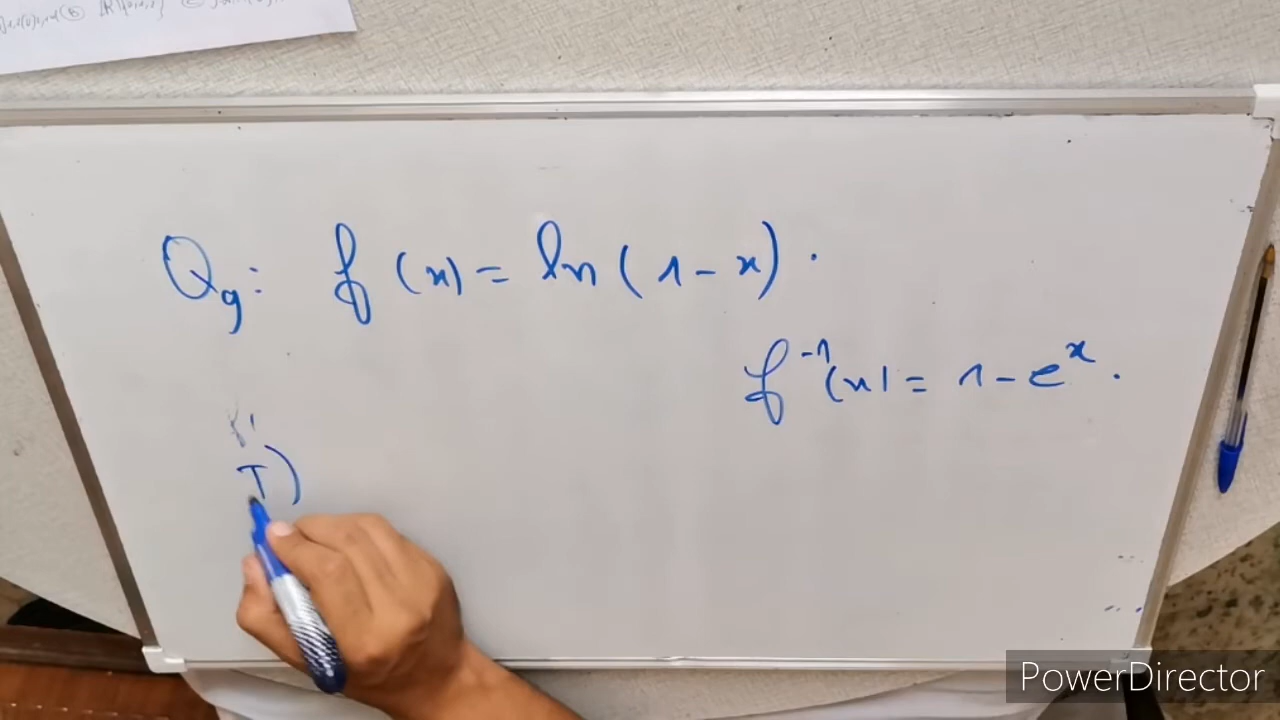 Q9: f(x) = ln(1-x).
f⁻¹(x) = 1-eˣ.
I)
PowerDirector